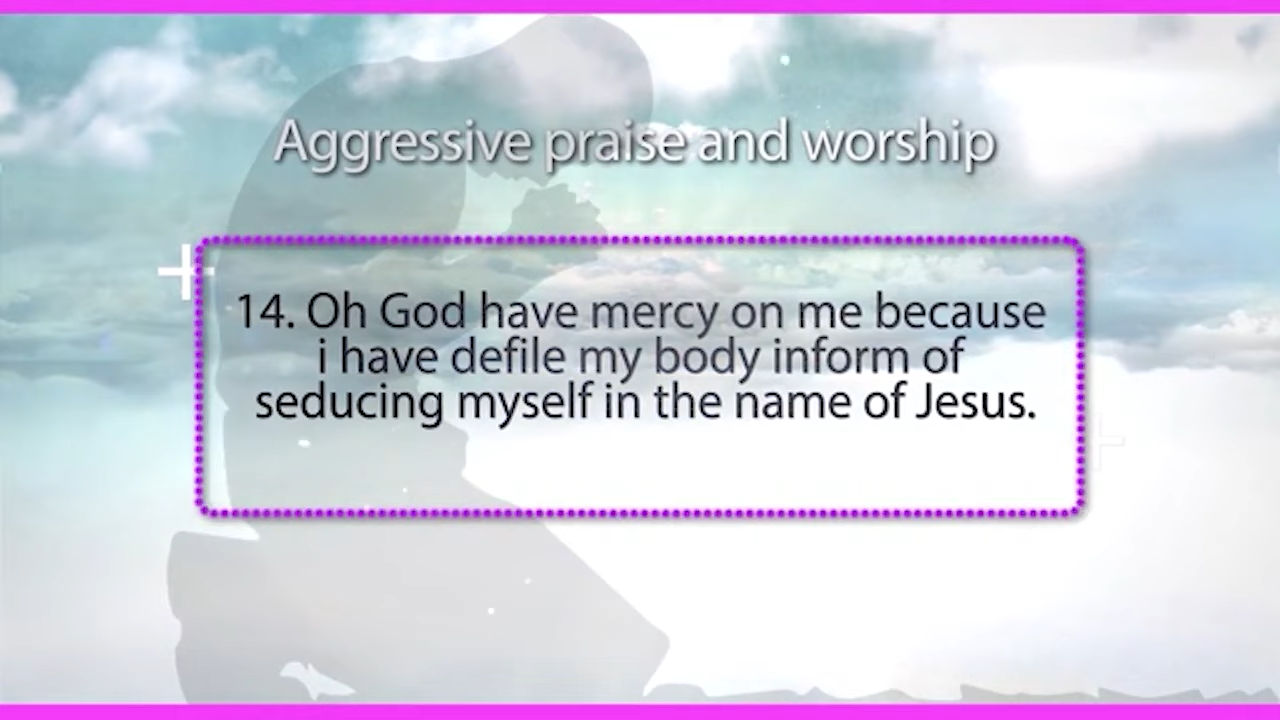 Aggressive praise and worship
14. Oh God have mercy on me because
i have defile my body inform of
seducing myself in the name of Jesus.